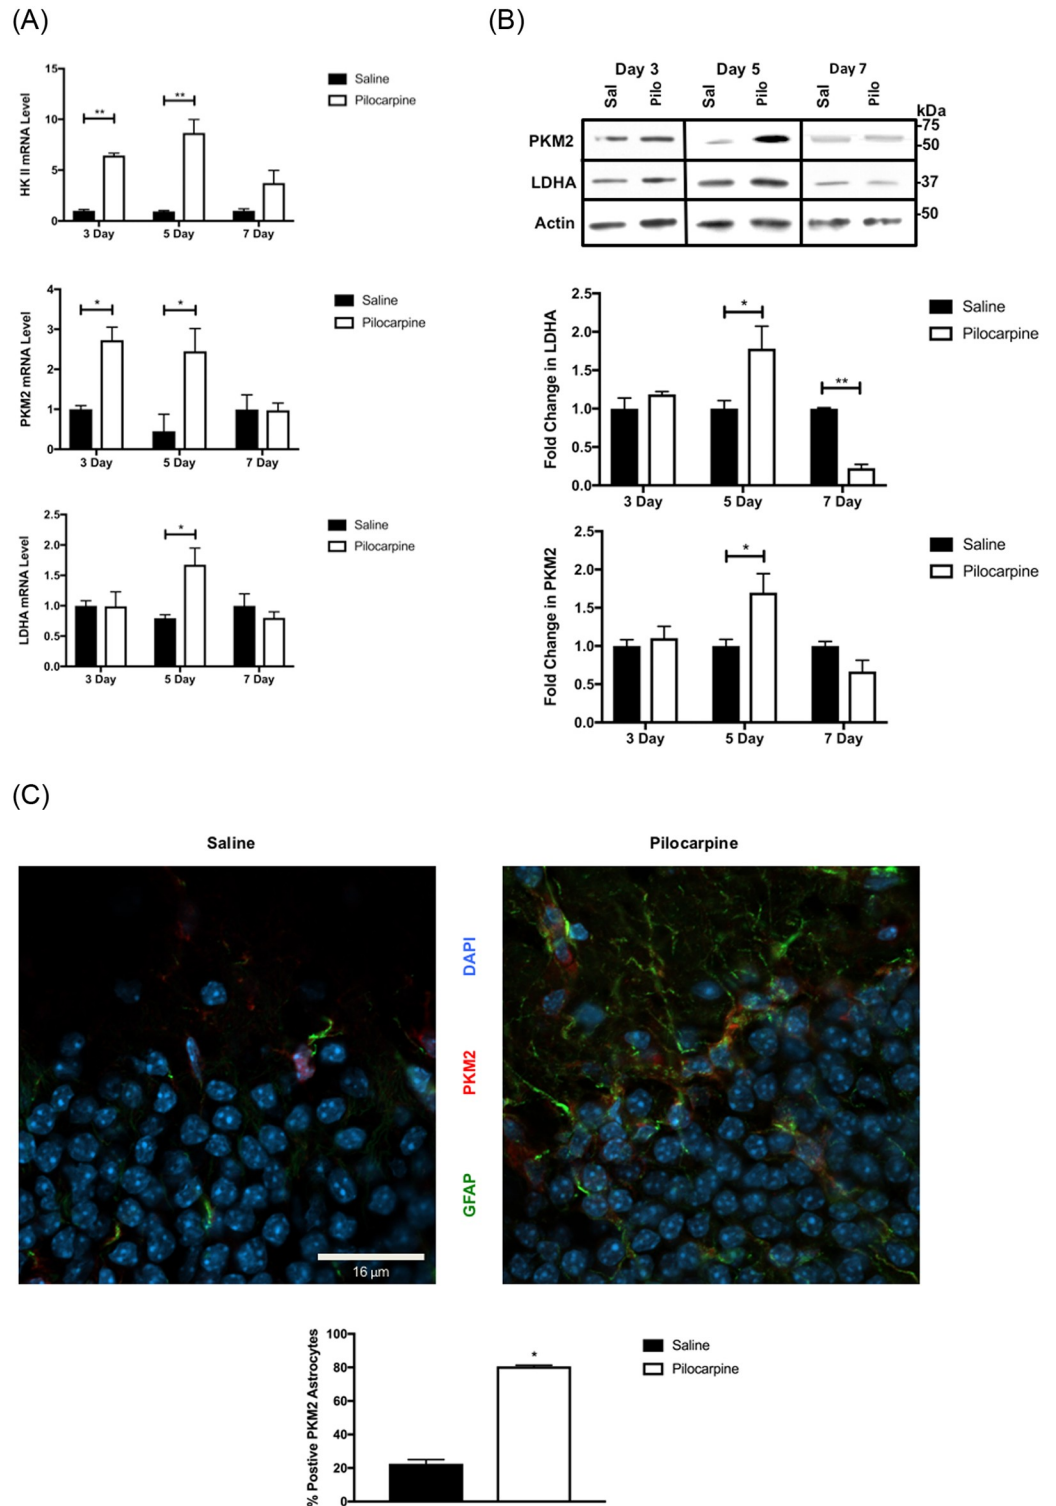 (A)
15
10
5
0
HK II mRNA Level
**
**
3 Day
5 Day
7 Day
Saline
Pilocarpine
4
3
2
1
0
PKM2 mRNA Level
*
*
3 Day
5 Day
7 Day
Saline
Pilocarpine
2.5
2.0
1.5
1.0
0.5
0.0
LDHA mRNA Level
*
3 Day
5 Day
7 Day
Saline
Pilocarpine
(B)
Day 3 Day 5 Day 7
Sal Pilo Sal Pilo Sal Pilo
kDa
PKM2
-75
-50
LDHA
-37
Actin
-50
2.5
2.0
1.5
1.0
0.5
0.0
Fold Change in LDHA
*
**
3 Day
5 Day
7 Day
Saline
Pilocarpine
2.5
2.0
1.5
1.0
0.5
0.0
Fold Change in PKM2
*
3 Day
5 Day
7 Day
Saline
Pilocarpine
(C)
Saline
Pilocarpine
DAPI
PKM2
GFAP
16 µm
100
80
60
40
20
0
% Postive PKM2 Astrocytes
*
Saline
Pilocarpine